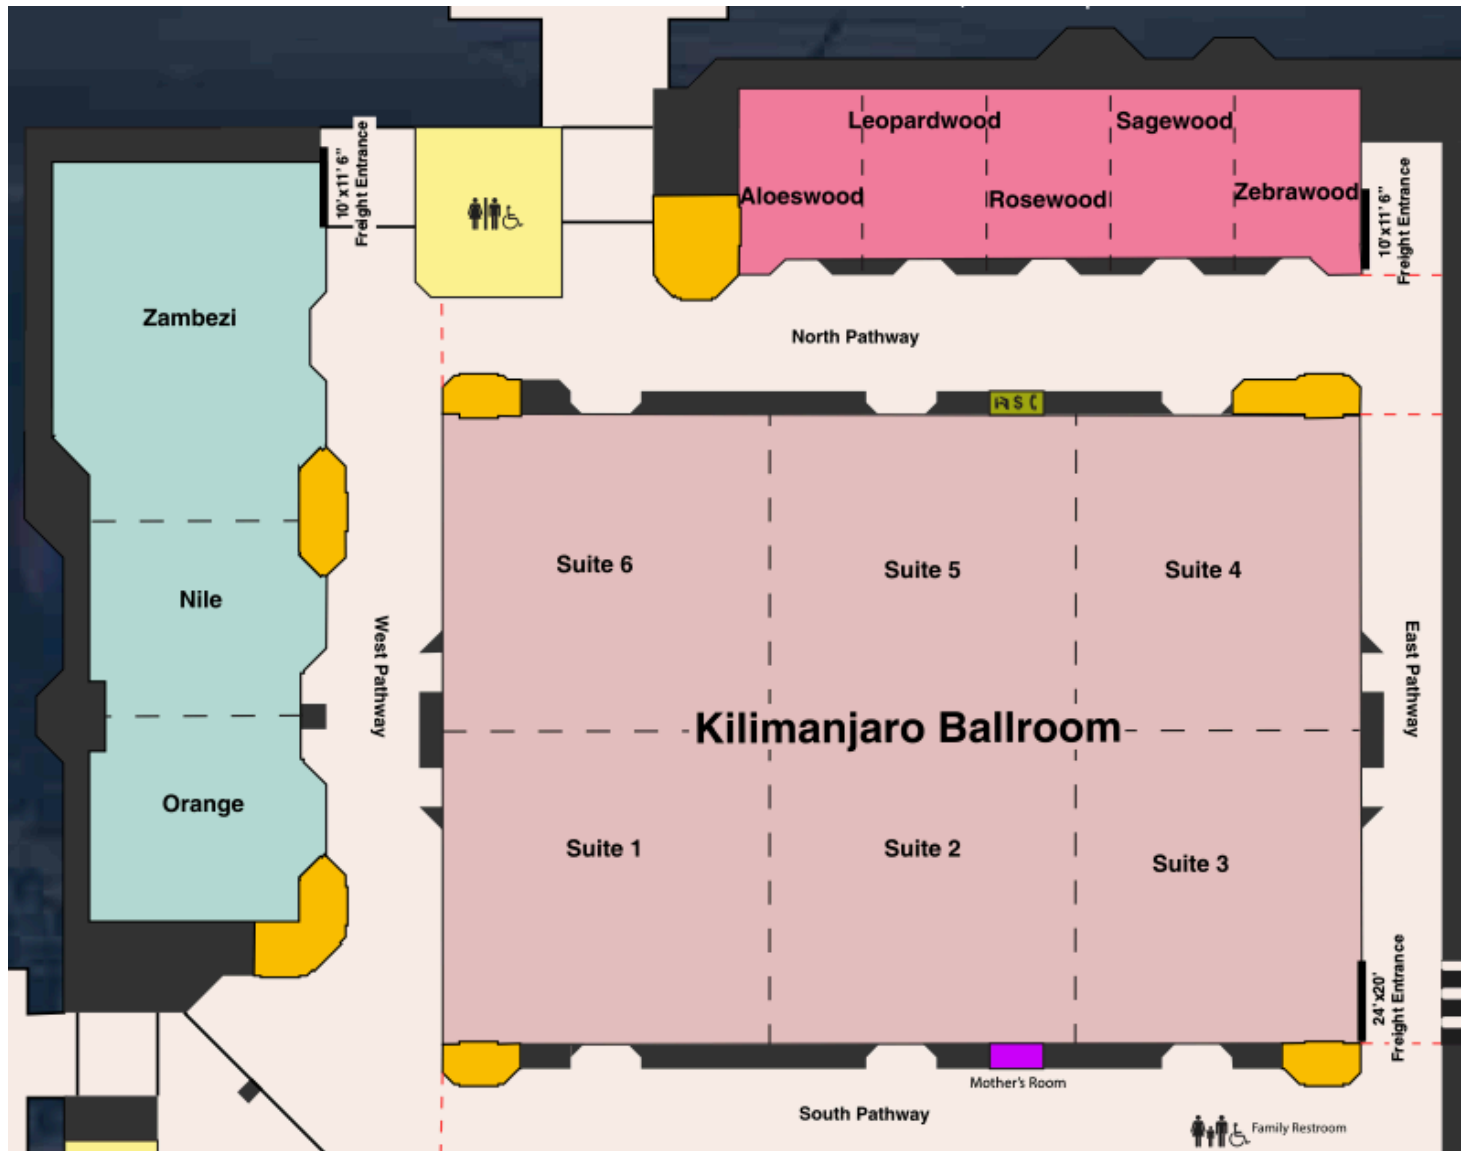 Leopardwood
Sagewood
10'x11' 6"
Freight Entrance
Aloeswood
Rosewood
Zebrawood
10'x11' 6"
Freight Entrance
Zambezi
North Pathway
$
Suite 6
Suite 5
Suite 4
Nile
West Pathway
East Pathway
Kilimanjaro Ballroom
Orange
Suite 1
Suite 2
Suite 3
24'x20'
Freight Entrance
Mother's Room
South Pathway
Family Restroom